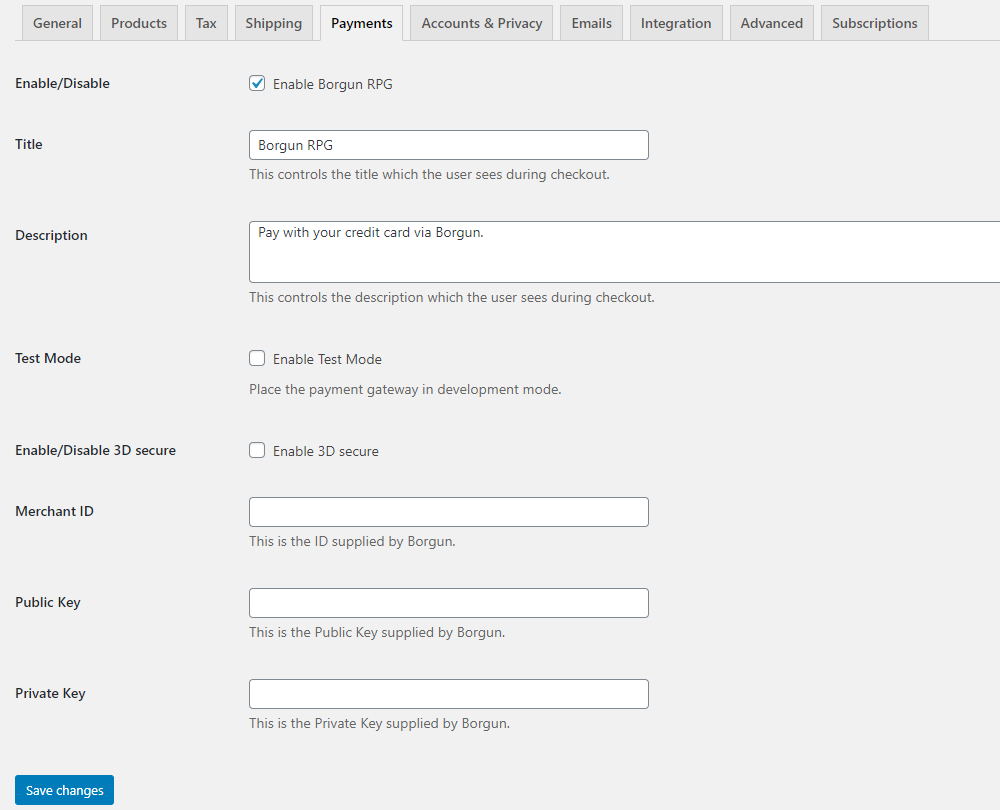 General Products Tax Shipping Payments Accounts & Privacy Emails Integration Advanced Subscriptions
Enable/Disable Enable Borgun RPG
Title Borgun RPG
This controls the title which the user sees during checkout.
Description Pay with your credit card via Borgun.
This controls the description which the user sees during checkout.
Test Mode Enable Test Mode
Place the payment gateway in development mode.
Enable/Disable 3D secure Enable 3D secure
Merchant ID
This is the ID supplied by Borgun.
Public Key
This is the Public Key supplied by Borgun.
Private Key
This is the Private Key supplied by Borgun.
Save changes